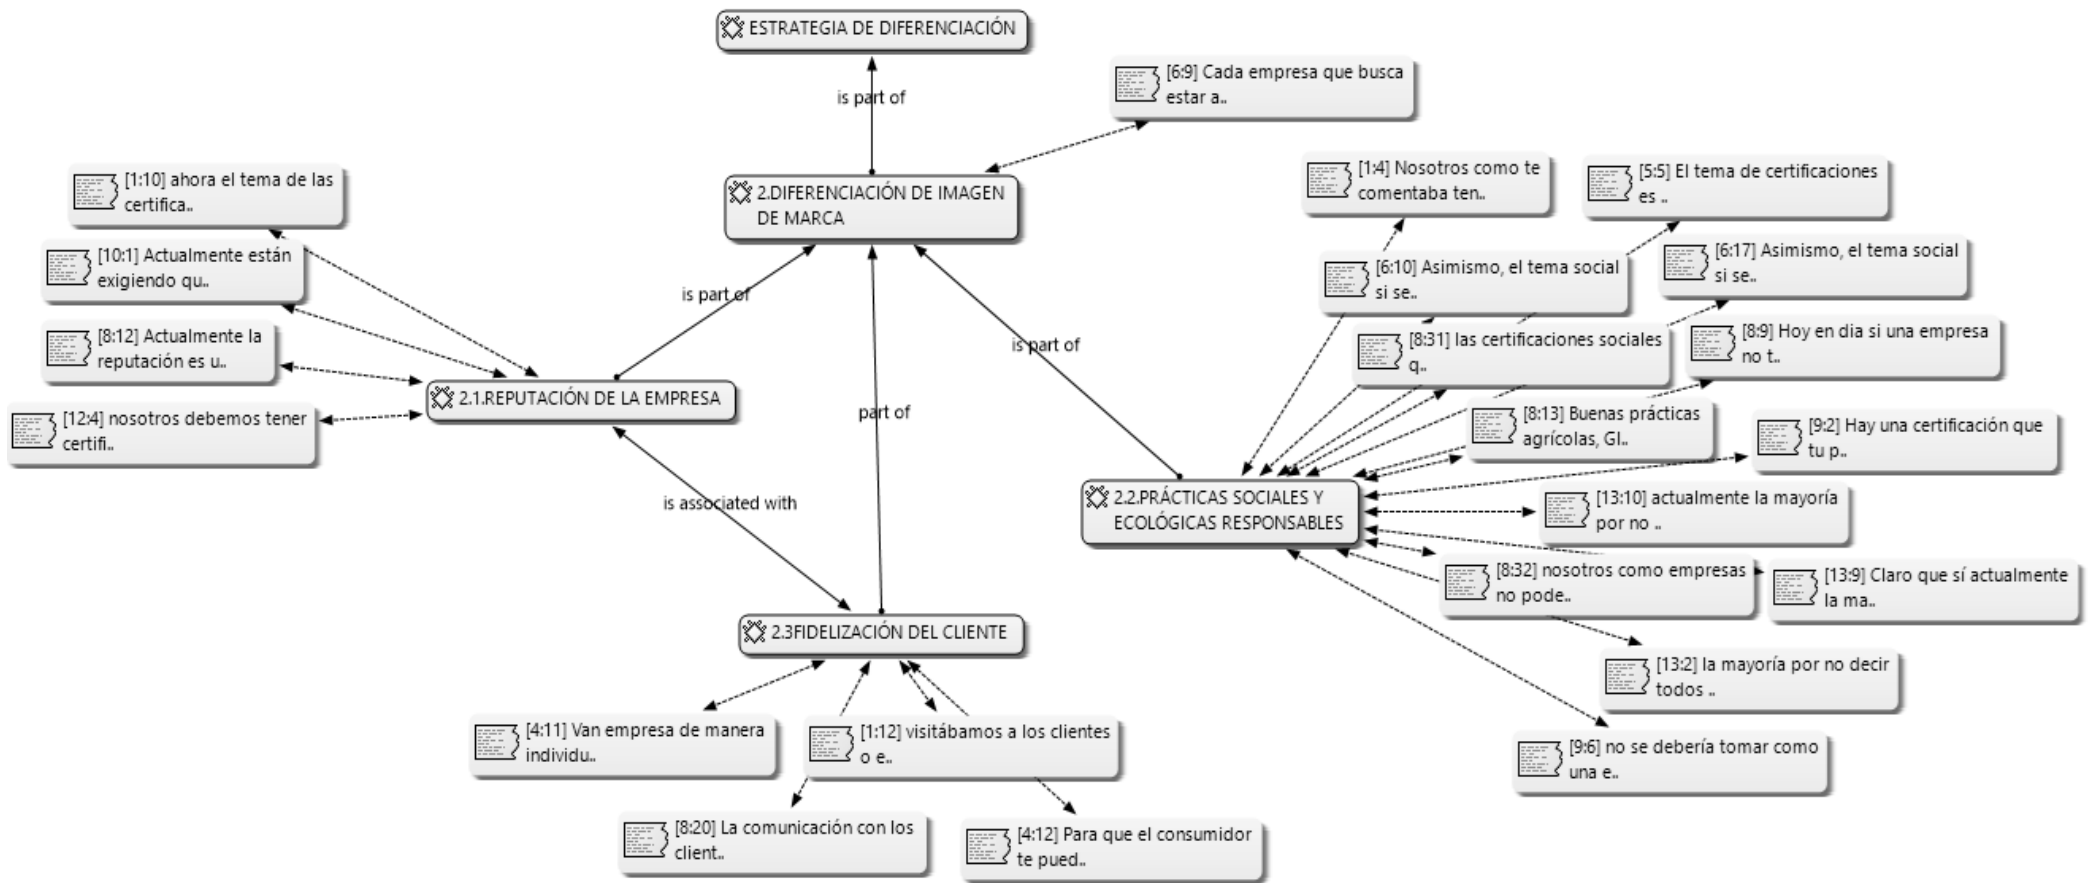 ESTRATEGIA DE DIFERENCIACIÓN
is part of
[6:9] Cada empresa que busca
estar a..
2.DIFERENCIACIÓN DE IMAGEN
DE MARCA
[1:10] ahora el tema de las
certifica..
[10:1] Actualmente están
exigiendo qu..
[8:12] Actualmente la
reputación es u..
[12:4] nosotros debemos tener
certifi..
is part of
2.1.REPUTACIÓN DE LA EMPRESA
part of
is part of
is associated with
[1:4] Nosotros como te
comentaba ten..
[5:5] El tema de certificaciones
es ..
[6:10] Asimismo, el tema social
si se..
[6:17] Asimismo, el tema social
si se..
[8:31] las certificaciones sociales
q..
[8:9] Hoy en dia si una empresa
no t..
[8:13] Buenas prácticas
agrícolas, Gl..
[9:2] Hay una certificación que
tu p..
2.2.PRÁCTICAS SOCIALES Y
ECOLÓGICAS RESPONSABLES
[13:10] actualmente la mayoría
por no ..
[8:32] nosotros como empresas
no pode..
[13:9] Claro que sí actualmente
la ma..
[13:2] la mayoría por no decir
todos ..
[9:6] no se debería tomar como
una e..
2.3FIDELIZACIÓN DEL CLIENTE
[4:11] Van empresa de manera
individu..
[1:12] visitábamos a los clientes
o e..
[8:20] La comunicación con los
client..
[4:12] Para que el consumidor
te pued..